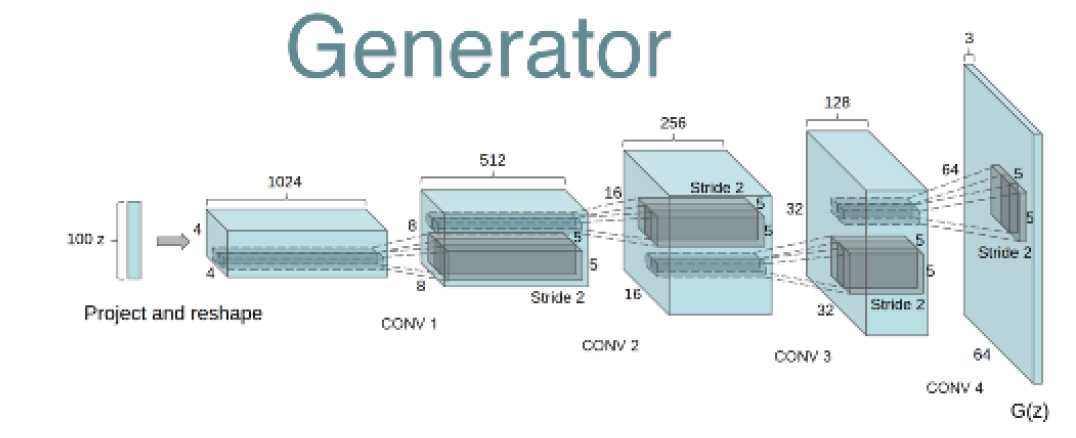 Generator
3
128
256
512
1024
64
16
Stride 2
5
32
4
8
5
5
100 z
5
5
5
5
Stride 2
4
8
5
Stride 2
16
32
Stride 2
Project and reshape
CONV 1
CONV 2
CONV 3
64
CONV 4
G(z)